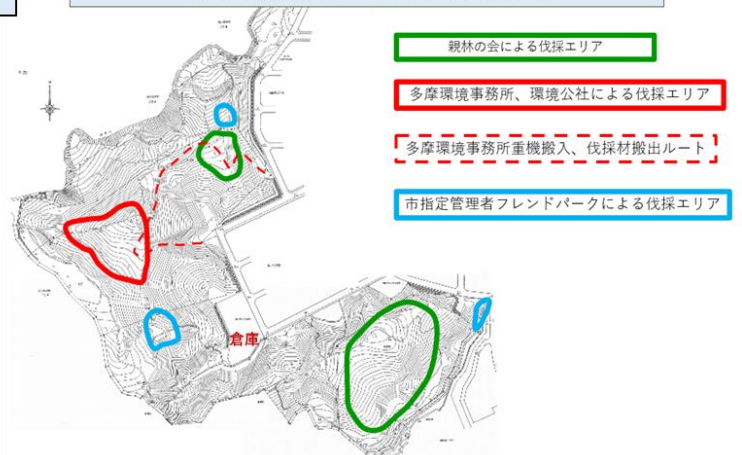 親林の会による伐採エリア
多摩環境事務所、環境公社による伐採エリア
多摩環境事務所重機搬入、伐採材搬出ルート
市指定管理者フレンドパークによる伐採エリア
倉庫